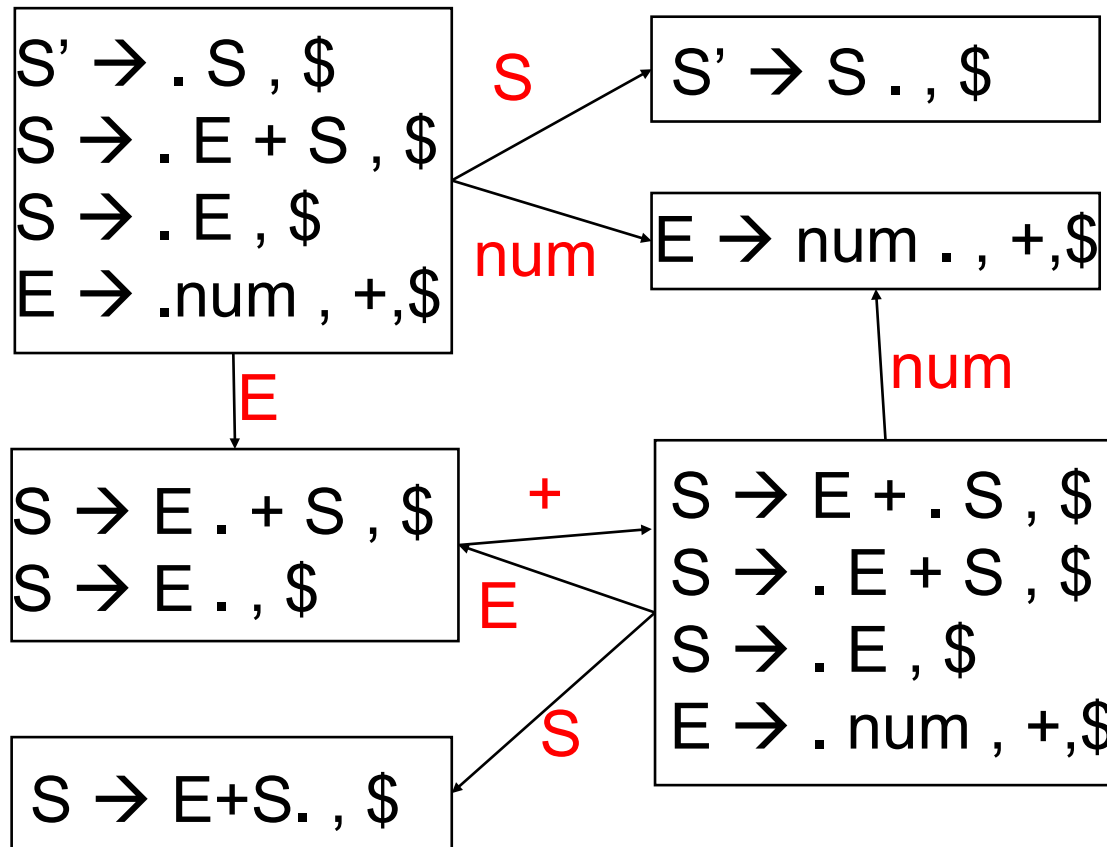 S’ → . S , $
S → . E + S , $
S → . E , $
E → .num , +,$
S
S’ → S . , $
num
E → num . , +,$
E
num
S → E . + S , $
S → E . , $
+
E
S → E + . S , $
S → . E + S , $
S → . E , $
E → . num , +,$
S
S → E+S. , $